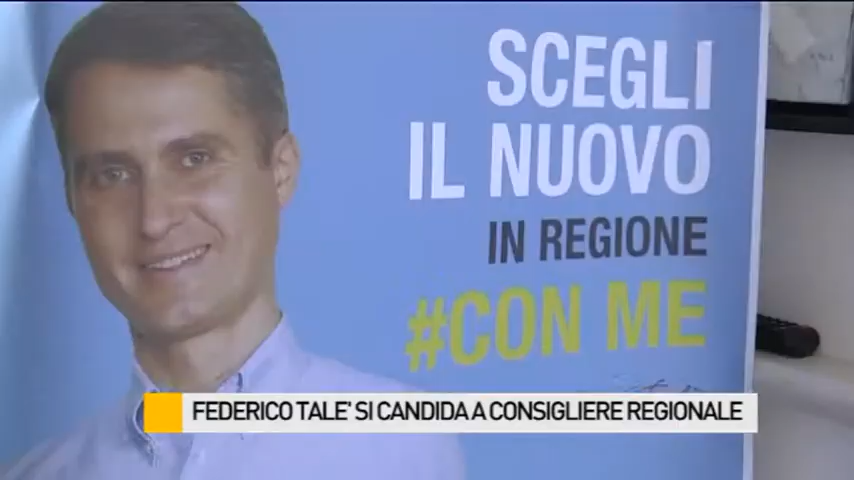 SCEGLI
IL NUOVO
IN REGIONE
#CON ME
FEDERICO TALE' SI CANDIDA A CONSIGLIERE REGIONALE